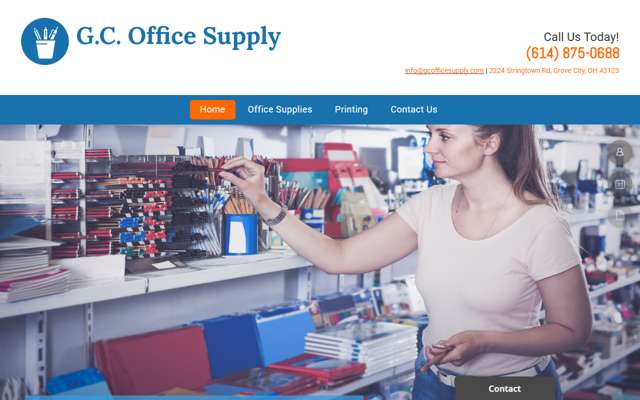 G.C. Office Supply
Call Us Today!
(614) 875-0688
info@gcofficesupply.com | 2224 Stringtown Rd, Grove City, OH 43123
Home
Office Supplies
Printing
Contact Us
Contact